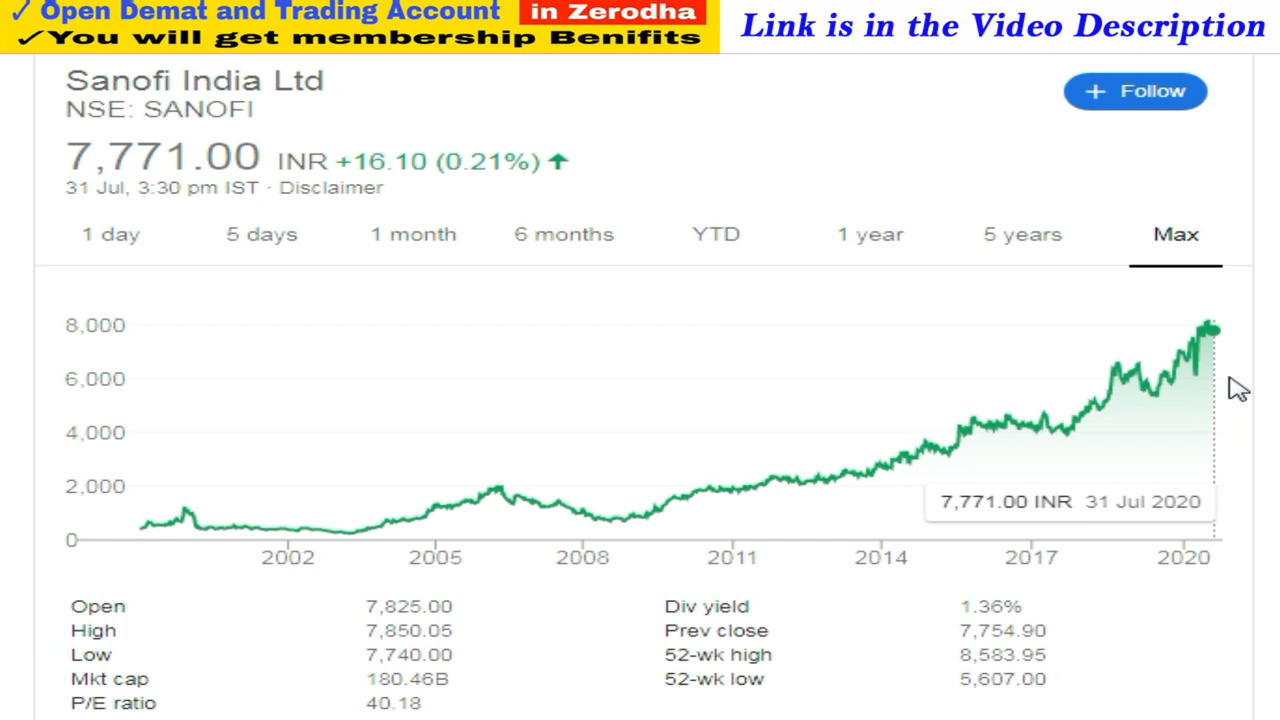 ✓ Open Demat and Trading Account in Zerodha
✓You will get membership Benifits
Link is in the Video Description
Sanofi India Ltd
NSE: SANOFI
+ Follow
7,771.00 INR +16.10 (0.21%) ↑
31 Jul, 3:30 pm IST · Disclaimer
1 day 5 days 1 month 6 months YTD 1 year 5 years Max
8,000
6,000
4,000
2,000
0
7,771.00 INR 31 Jul 2020
2002 2005 2008 2011 2014 2017 2020
Open 7,825.00 Div yield 1.36%
High 7,850.05 Prev close 7,754.90
Low 7,740.00 52-wk high 8,583.95
Mkt cap 180.46B 52-wk low 5,607.00
P/E ratio 40.18